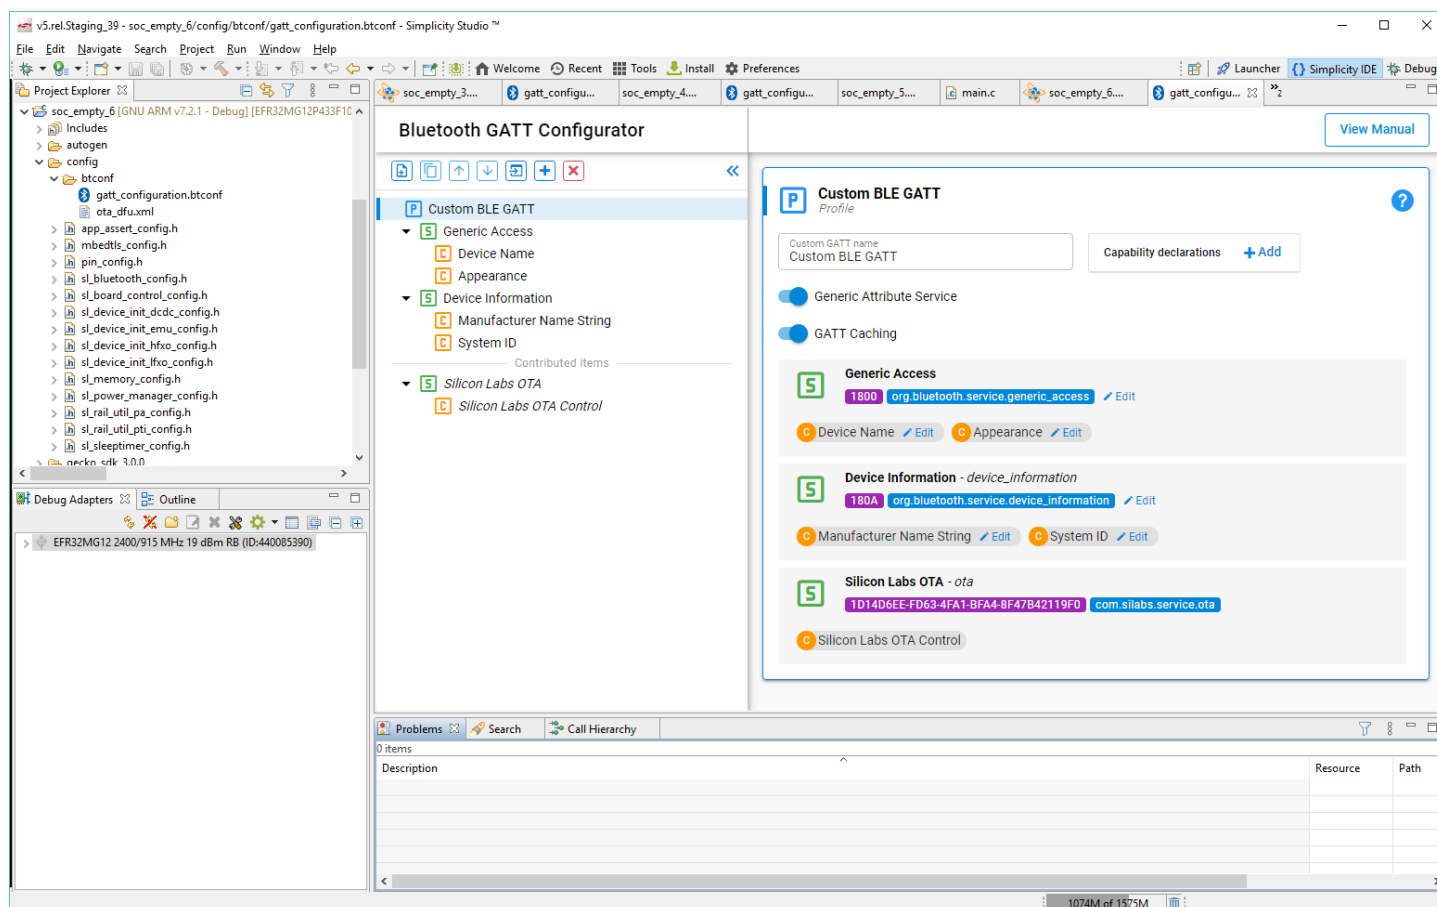 v5.rel.Staging_39 - soc_empty_6/config/btconf/gatt_configuration.btconf - Simplicity Studio ™
File Edit Navigate Search Project Run Window Help
Welcome Recent Tools Install Preferences
Launcher {} Simplicity IDE Debug
Project Explorer
soc_empty_3.... gatt_configu... soc_empty_4.... gatt_configu... soc_empty_5.... main.c soc_empty_6.... gatt_configu... »2
soc_empty_6 [GNU ARM v7.2.1 - Debug] [EFR32MG12P433F10
Includes
autogen
config
btconf
gatt_configuration.btconf
ota_dfu.xml
app_assert_config.h
mbedtls_config.h
pin_config.h
sl_bluetooth_config.h
sl_board_control_config.h
sl_device_init_dcdc_config.h
sl_device_init_emu_config.h
sl_device_init_hfxo_config.h
sl_device_init_lfxo_config.h
sl_memory_config.h
sl_power_manager_config.h
sl_rail_util_pa_config.h
sl_rail_util_pti_config.h
sl_sleeptimer_config.h
gecko_sdk_3.0.0
Debug Adapters Outline
EFR32MG12 2400/915 MHz 19 dBm RB (ID:440085390)
Bluetooth GATT Configurator
View Manual
P Custom BLE GATT
S Generic Access
C Device Name
C Appearance
S Device Information
C Manufacturer Name String
C System ID
Contributed items
S Silicon Labs OTA
C Silicon Labs OTA Control
P Custom BLE GATT
Profile
?
Custom GATT name
Custom BLE GATT
Capability declarations + Add
Generic Attribute Service
GATT Caching
S Generic Access
1800 org.bluetooth.service.generic_access Edit
C Device Name Edit C Appearance Edit
S Device Information - device_information
180A org.bluetooth.service.device_information Edit
C Manufacturer Name String Edit C System ID Edit
S Silicon Labs OTA - ota
1D14D6EE-FD63-4FA1-BFA4-8F47B42119F0 com.silabs.service.ota
C Silicon Labs OTA Control
Problems Search Call Hierarchy
0 items
Description Resource Path
1074M of 1575M